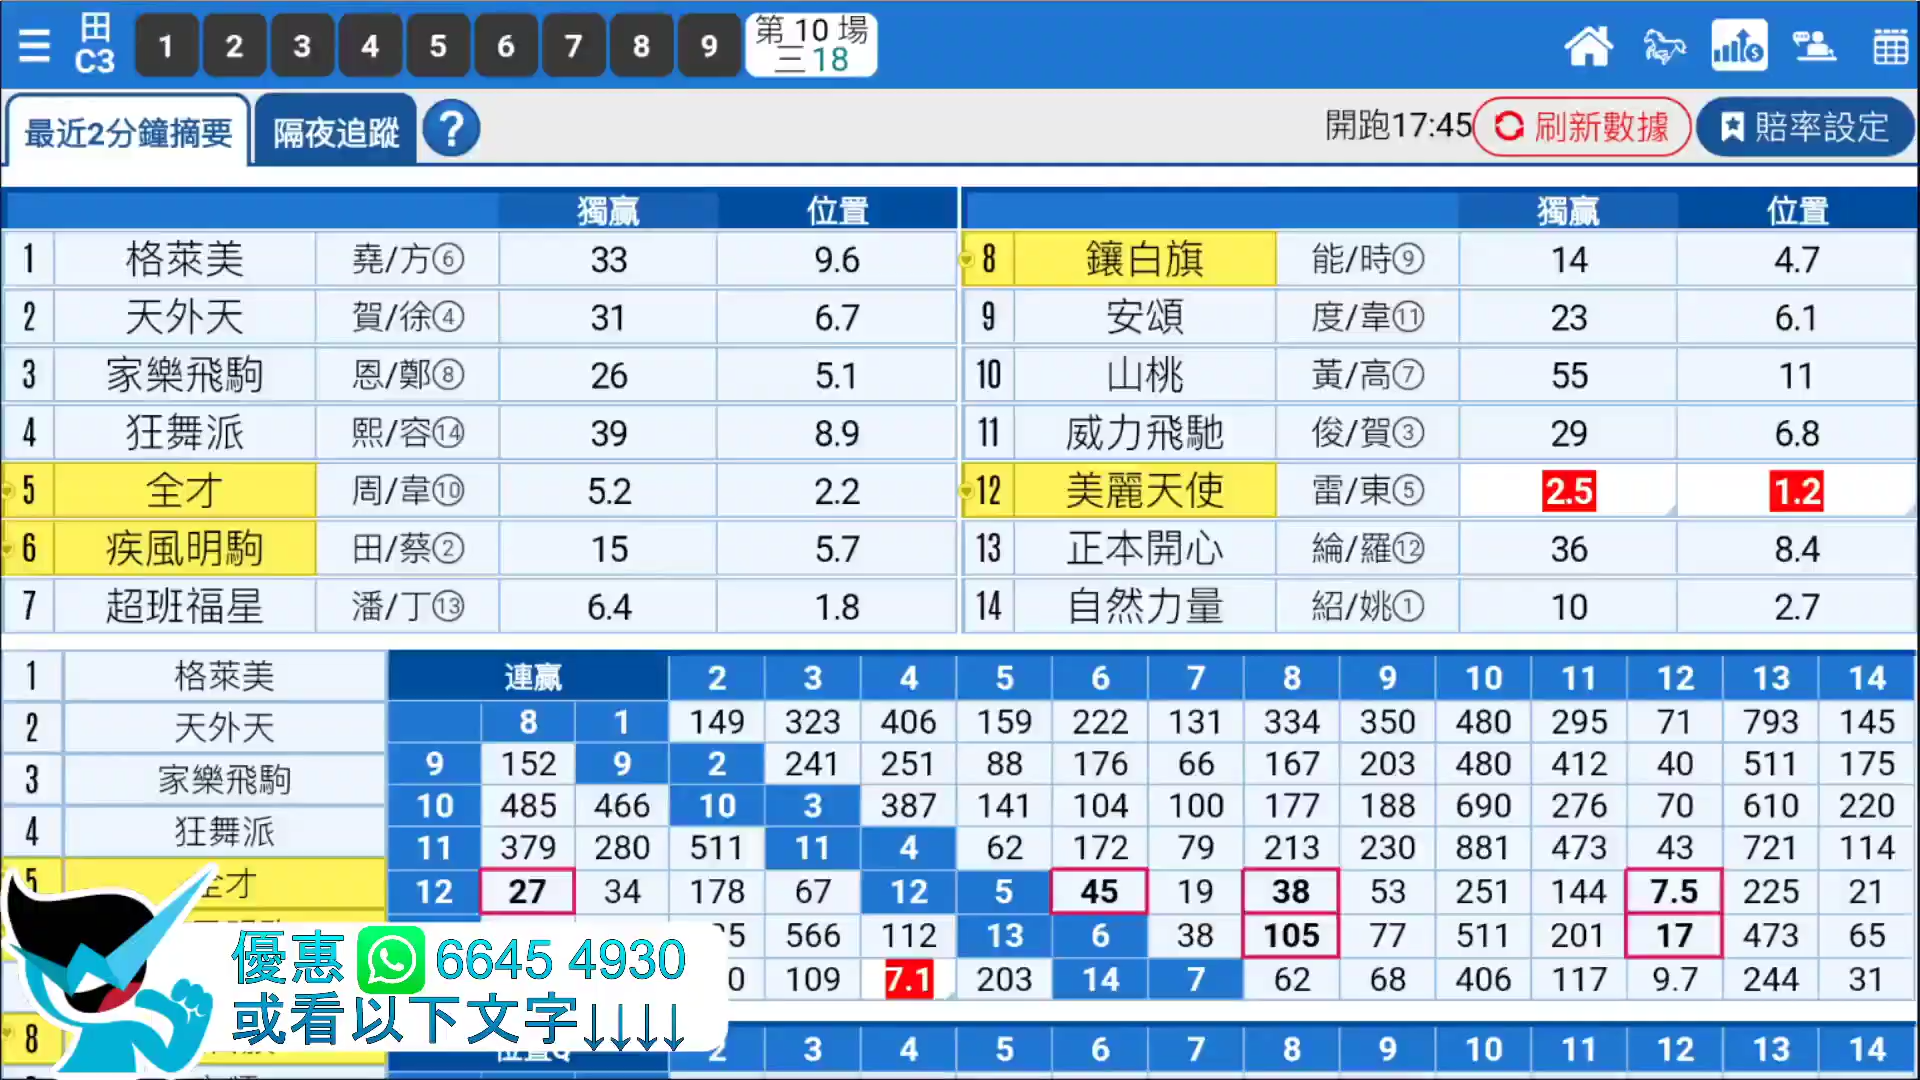 田
C3
1 2 3 4 5 6 7 8 9
第 10 場
三18
最近2分鐘摘要
隔夜追蹤
?
開跑17:45
刷新數據
賠率設定
獨赢 位置
1 格萊美 堯/方⑥ 33 9.6
2 天外天 賀/徐④ 31 6.7
3 家樂飛駒 恩/鄭⑧ 26 5.1
4 狂舞派 熙/容⑭ 39 8.9
5 全才 周/韋⑩ 5.2 2.2
6 疾風明駒 田/蔡② 15 5.7
7 超班福星 潘/丁⑬ 6.4 1.8
獨赢 位置
8 鑲白旗 能/時⑨ 14 4.7
9 安頌 度/韋⑪ 23 6.1
10 山桃 黃/高⑦ 55 11
11 威力飛馳 俊/賀③ 29 6.8
12 美麗天使 雷/東⑤ 2.5 1.2
13 正本開心 綸/羅⑫ 36 8.4
14 自然力量 紹/姚① 10 2.7
1 格萊美
2 天外天
3 家樂飛駒
4 狂舞派
5 全才
8
連赢 2 3 4 5 6 7 8 9 10 11 12 13 14
8 1 149 323 406 159 222 131 334 350 480 295 71 793 145
9 152 9 2 241 251 88 176 66 167 203 480 412 40 511 175
10 485 466 10 3 387 141 104 100 177 188 690 276 70 610 220
11 379 280 511 11 4 62 172 79 213 230 881 473 43 721 114
12 27 34 178 67 12 5 45 19 38 53 251 144 7.5 225 21
566 112 13 6 38 105 77 511 201 17 473 65
109 7.1 203 14 7 62 68 406 117 9.7 244 31
位置Q 2 3 4 5 6 7 8 9 10 11 12 13 14
優惠 6645 4930
或看以下文字↓↓↓↓